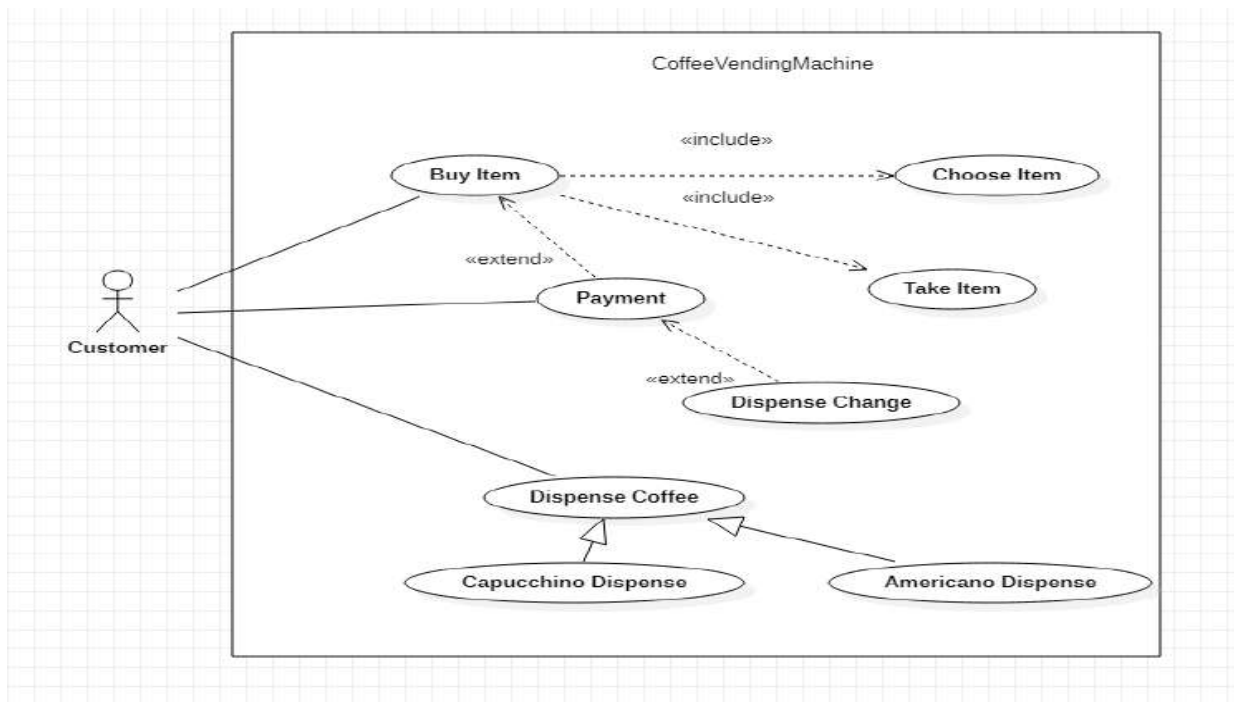 CoffeeVendingMachine
«include»
Buy Item
Choose Item
«include»
«extend»
Take Item
Payment
Customer
«extend»
Dispense Change
Dispense Coffee
Capucchino Dispense
Americano Dispense